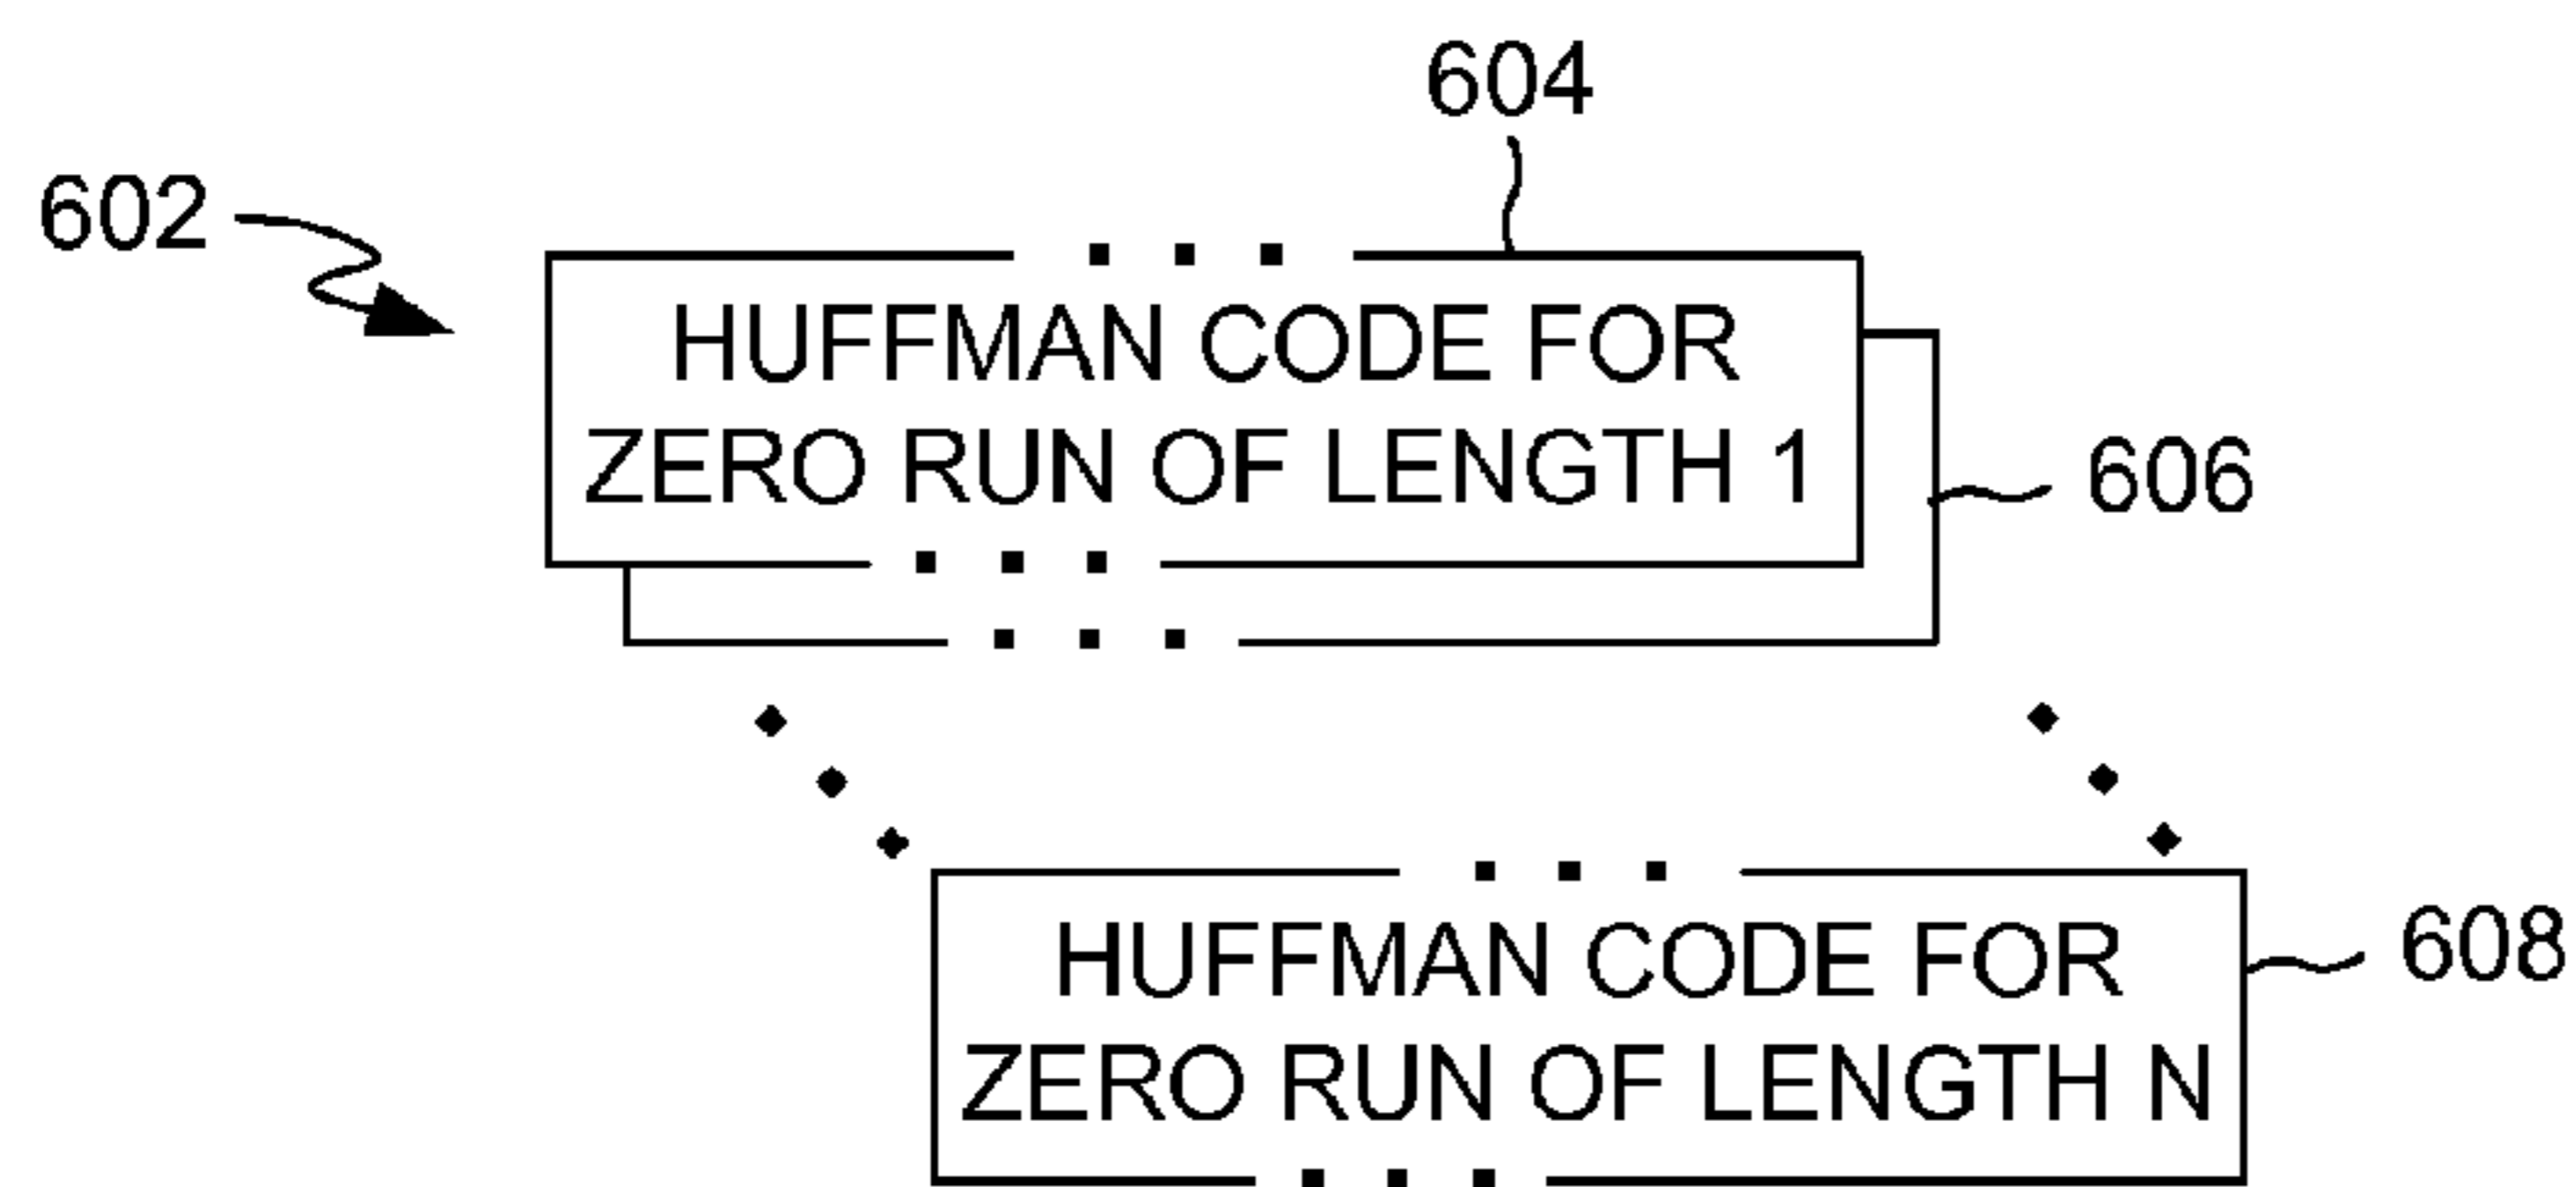 604
602
HUFFMAN CODE FOR
ZERO RUN OF LENGTH 1
606
HUFFMAN CODE FOR
608
ZERO RUN OF LENGTH N